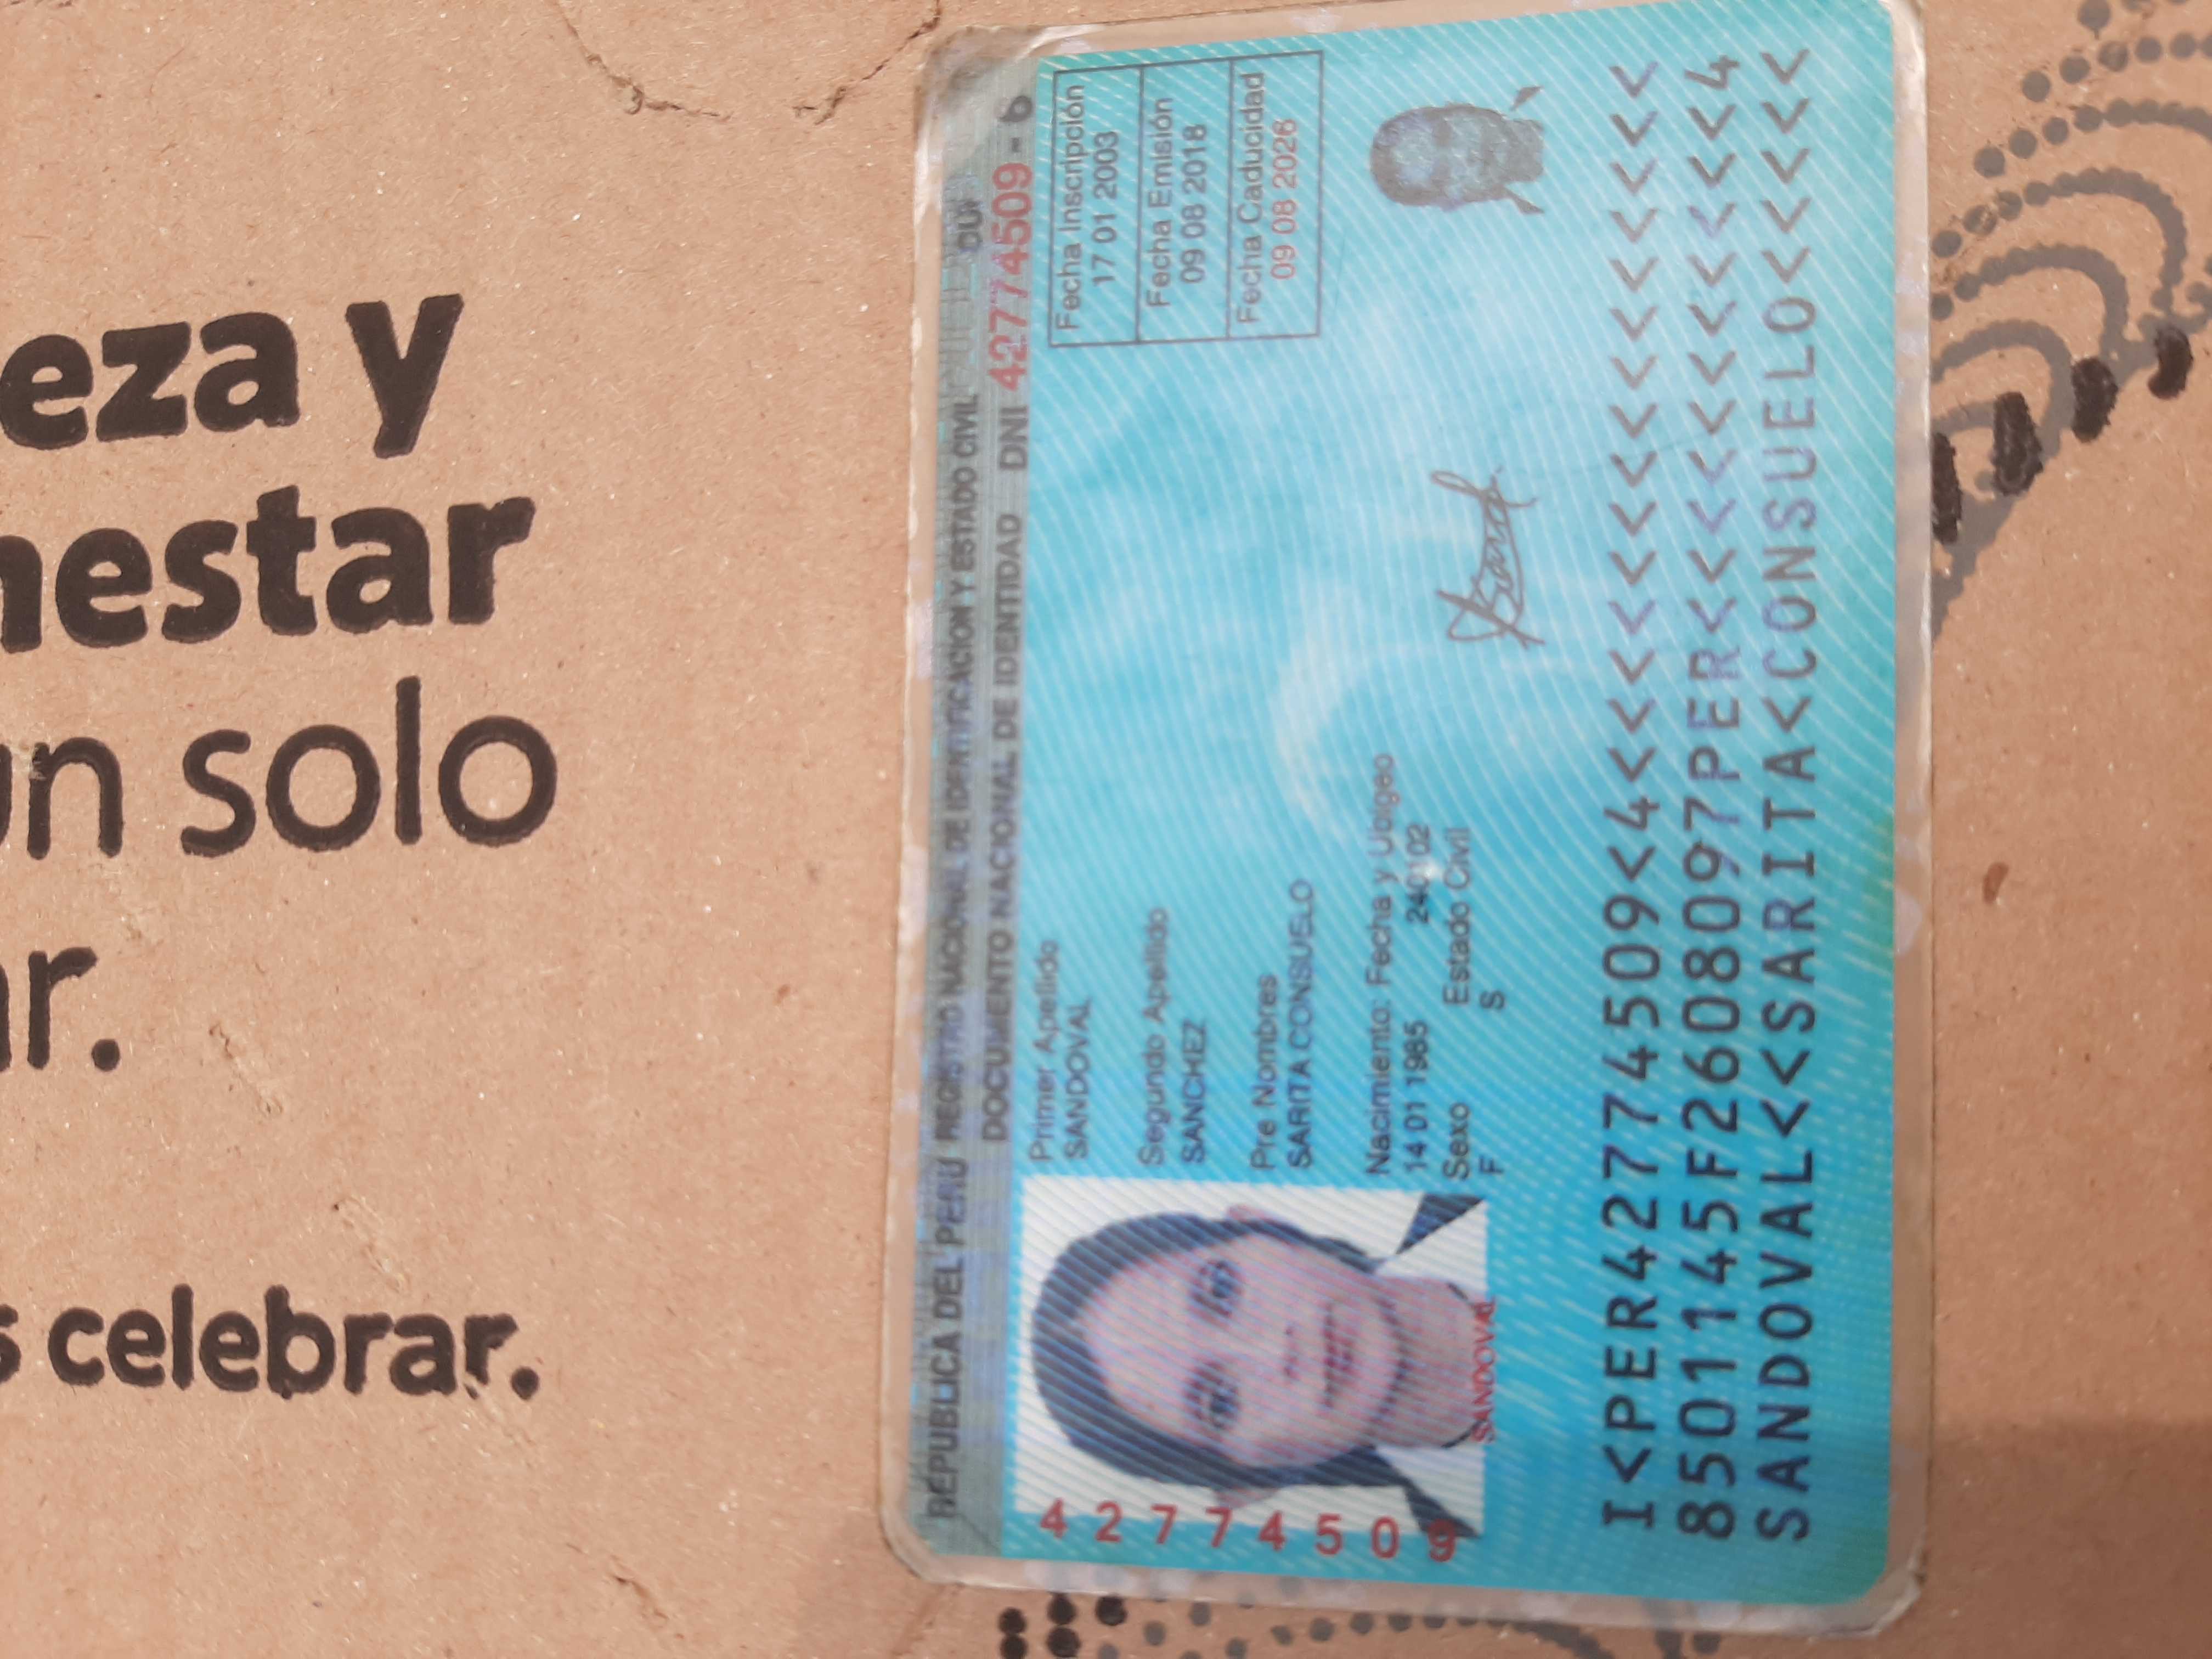 eza y
nestar
un solo
ar.
s celebrar.
REPUBLICA DEL PERU REGISTRO NACIONAL DE IDENTIFICACION Y ESTADO CIVIL
CUI
DOCUMENTO NACIONAL DE IDENTIDAD DNI 42774509 - 6
Primer Apellido
SANDOVAL
Segundo Apellido
SANCHEZ
Pre Nombres
SARITA CONSUELO
Nacimiento: Fecha y Ubigeo
14 01 1985 240102
Sexo Estado Civil
F S
Fecha Inscripción
17 01 2003
Fecha Emisión
09 08 2018
Fecha Caducidad
09 08 2026
SANDOVAL
42774509
I<PER42774509<4<<<<<<<<<<<<<<<
8501145F2608097PER<<<<<<<<<<<4
SANDOVAL<<SARITA<CONSUELO<<<<<